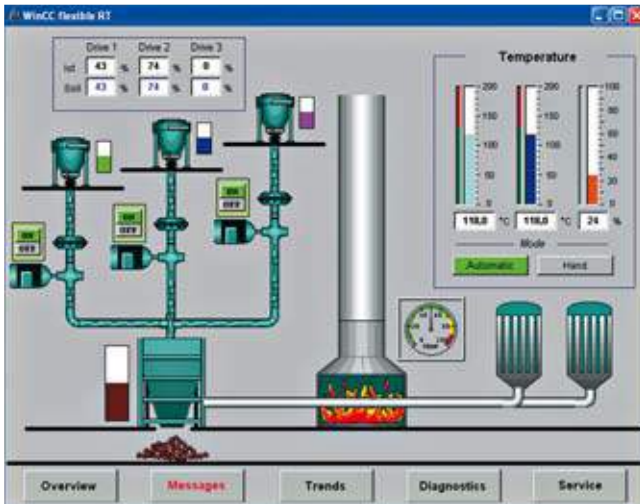 WinCC flexible RT
Drive 1 Drive 2 Drive 3
Ist 43 % 74 % 0 %
Soll 43 % 74 % 0 %
Temperature
200 200 100
150 150 80
60
100 100
40
50 50
20
0 0 0
118,0 °C 118,0 °C 24 %
Mode
Automatic Hand
ON
OFF
ON
OFF
ON
OFF
Overview Messages Trends Diagnostics Service